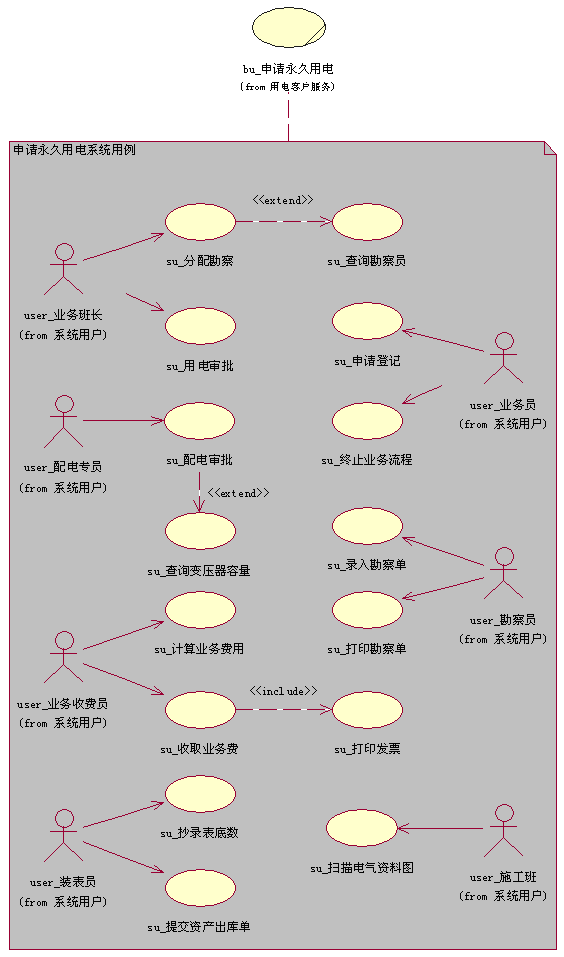 bu_申请永久用电
(from 用电客户服务)
申请永久用电系统用例
<<extend>>
su_分配勘察
su_查询勘察员
user_业务班长
(from 系统用户)
su_用电审批
su_申请登记
user_业务员
(from 系统用户)
user_配电专员
(from 系统用户)
su_配电审批
su_终止业务流程
<<extend>>
su_查询变压器容量
su_录入勘察单
user_勘察员
(from 系统用户)
su_计算业务费用
su_打印勘察单
user_业务收费员
(from 系统用户)
<<include>>
su_收取业务费
su_打印发票
su_抄录表底数
su_扫描电气资料图
user_装表员
(from 系统用户)
user_施工班
(from 系统用户)
su_提交资产出库单